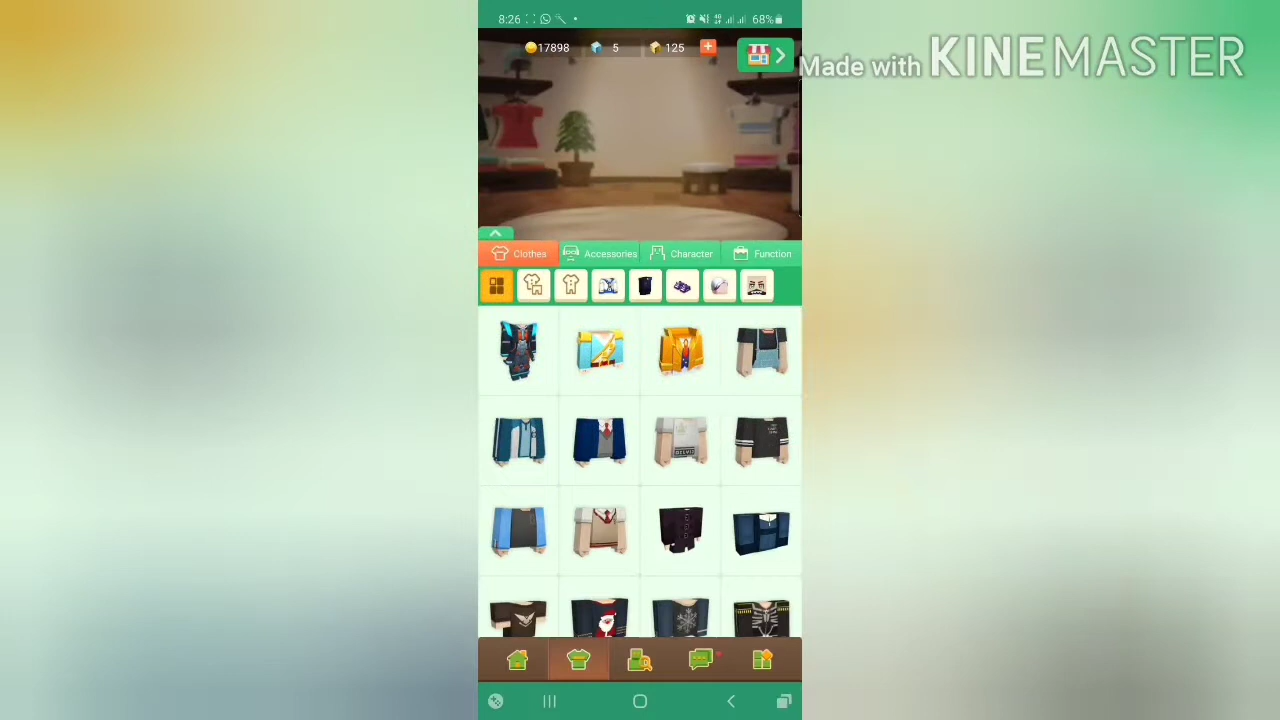 8:26
68%
17898
5
125
Made with KINEMASTER
Clothes
Accessories
Character
Function